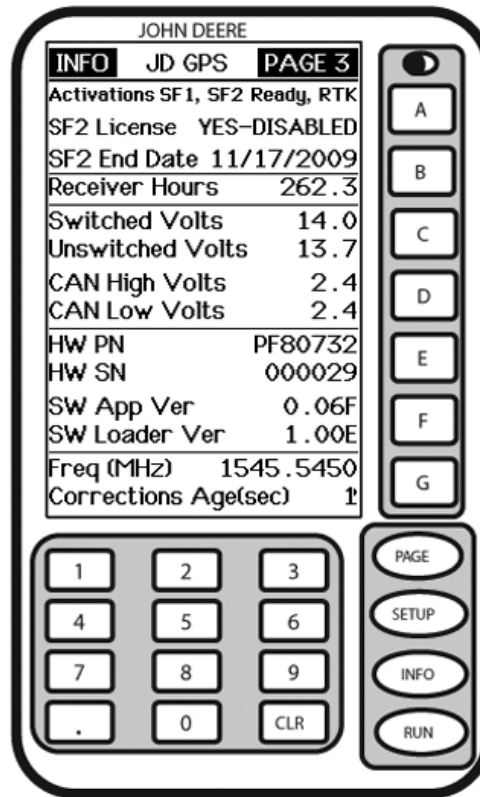 JOHN DEERE
INFO JD GPS PAGE 3
Activations SF1, SF2 Ready, RTK
SF2 License YES-DISABLED
SF2 End Date 11/17/2009
Receiver Hours 262.3
Switched Volts 14.0
Unswitched Volts 13.7
CAN High Volts 2.4
CAN Low Volts 2.4
HW PN PF80732
HW SN 000029
SW App Ver 0.06F
SW Loader Ver 1.00E
Freq (MHz) 1545.5450
Corrections Age(sec)
A
B
C
D
E
F
G
1 2 3
4 5 6
7 8 9
. 0 CLR
PAGE
SETUP
INFO
RUN